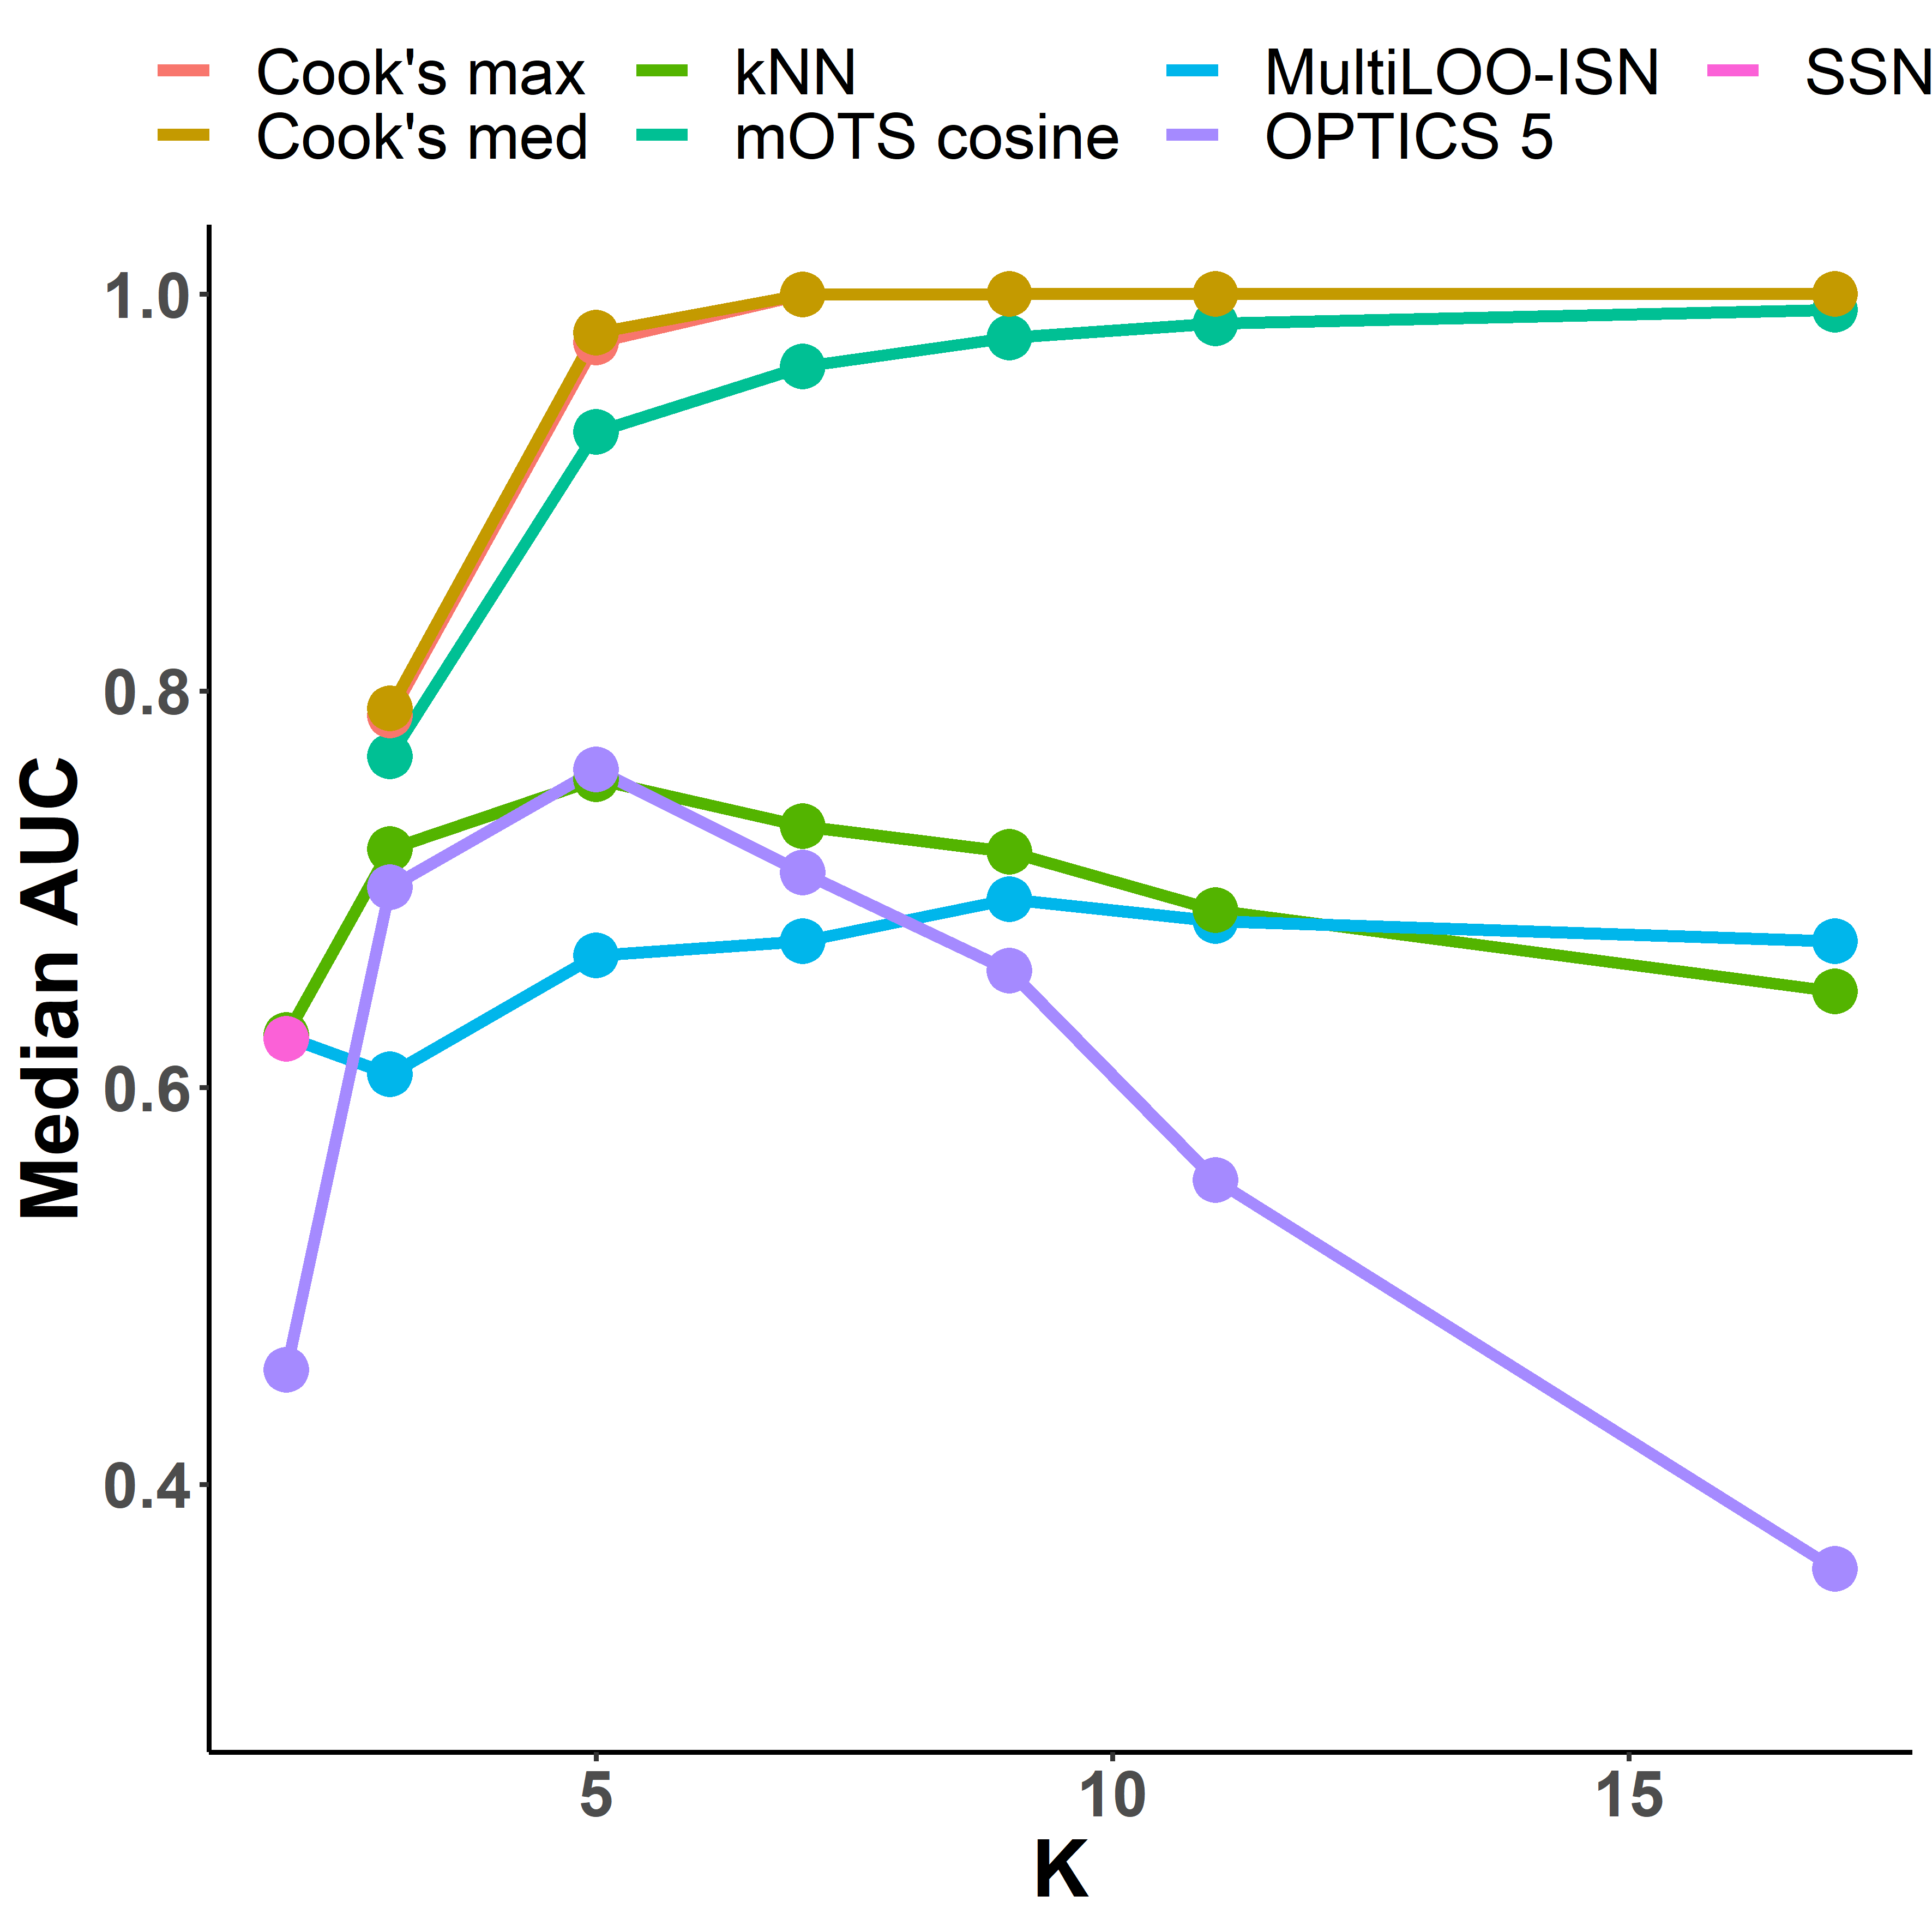 Cook's max kNN MultiLOO-ISN SSN
Cook's med mOTS cosine OPTICS 5
1.0
0.8
0.6
0.4
Median AUC
5 10 15
K